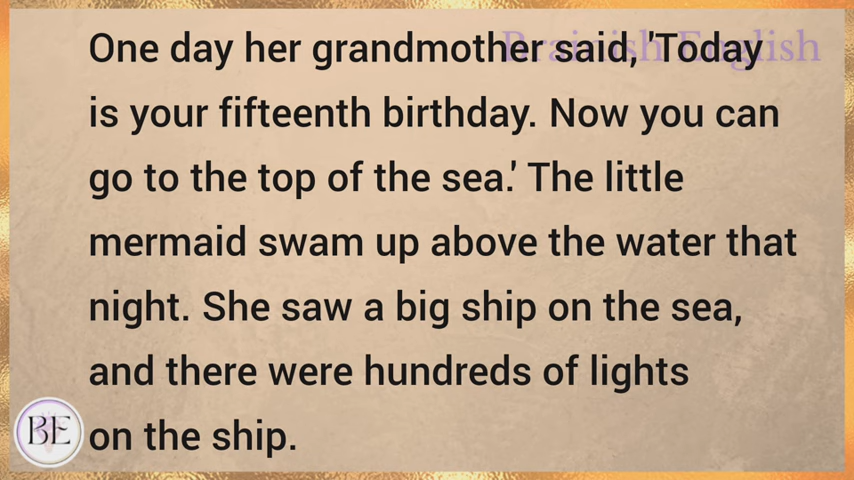 Brainish English
One day her grandmother said, 'Today
is your fifteenth birthday. Now you can
go to the top of the sea.' The little
mermaid swam up above the water that
night. She saw a big ship on the sea,
and there were hundreds of lights
on the ship.
BE